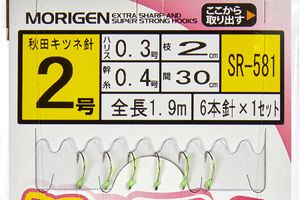 MORIGEN EXTRA SHARP AND SUPER STRONG HOOKS
ここから取り出す
秋田キツネ針
2号
ハリス 0.3号 枝 2cm
幹糸 0.4号 間 30cm
SR-581
全長1.9m
6本針×1セット